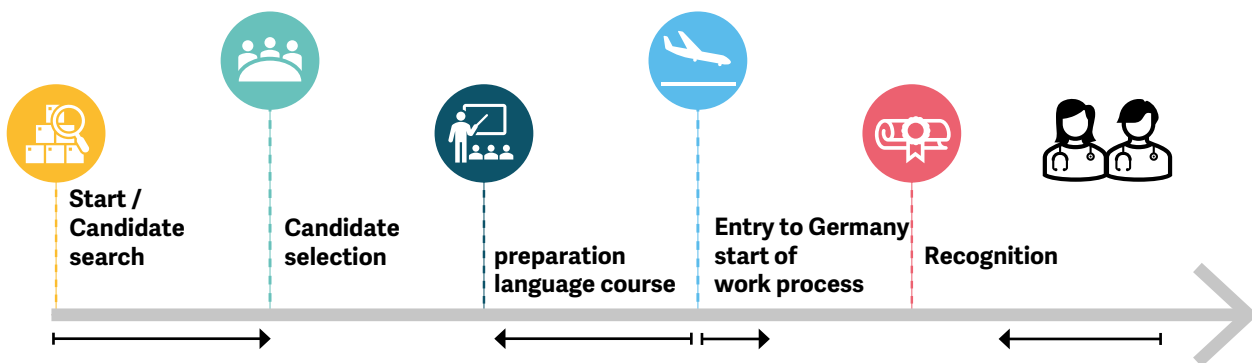 Start /
Candidate
search
Candidate
selection
preparation
language course
Entry to Germany
start of
work process
Recognition